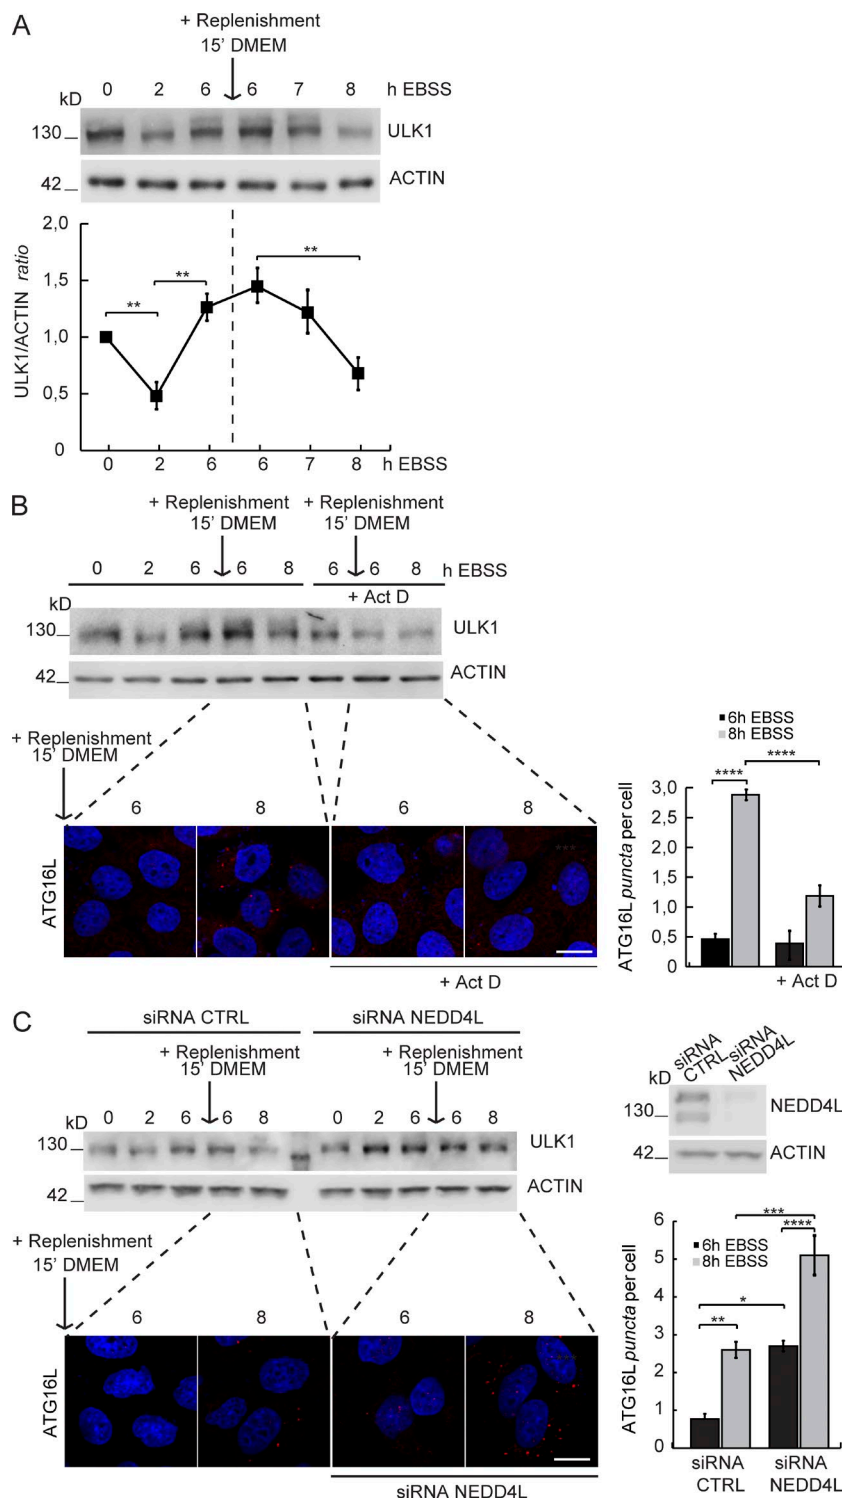 A
+ Replenishment
15' DMEM
0 2 6 6 7 8 h EBSS
kD
130 ULK1
42 ACTIN
2,0
1,5
1,0
0,5
0
ULK1/ACTIN ratio
** ** **
0 2 6 6 7 8 h EBSS
B
+ Replenishment + Replenishment
15' DMEM 15' DMEM
0 2 6 6 8 6 6 8 h EBSS
+ Act D
kD
130 ULK1
42 ACTIN
+ Replenishment
15' DMEM
6 8 6 8
ATG16L
+ Act D
6h EBSS
8h EBSS
**** ****
3,0
2,5
2,0
1,5
1,0
0,5
0
ATG16L puncta per cell
+ Act D
C
siRNA CTRL siRNA NEDD4L
+ Replenishment + Replenishment
15' DMEM 15' DMEM
kD 0 2 6 6 8 0 2 6 6 8
130 ULK1
42 ACTIN
+ Replenishment
15' DMEM
6 8 6 8
ATG16L
siRNA NEDD4L
siRNA CTRL siRNA NEDD4L
kD
130 NEDD4L
42 ACTIN
6h EBSS
8h EBSS
*** **** * **
6
5
4
3
2
1
0
ATG16L puncta per cell
siRNA siRNA
CTRL NEDD4L